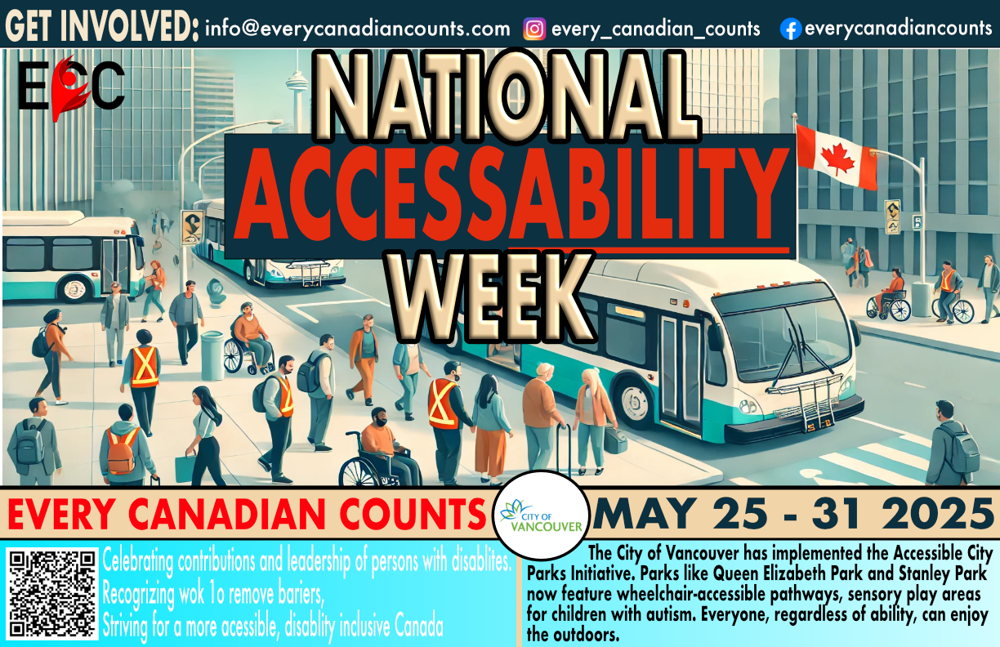 GET INVOLVED: info@everycanadiancounts.com every_canadian_counts everycanadiancounts
ECC
NATIONAL
ACCESSABILITY
WEEK
EVERY CANADIAN COUNTS
CITY OF
VANCOUVER
MAY 25 - 31 2025
Celebrating contributions and leadership of persons with disablites.
Recogrizing wok 1o remove bariers,
Striving for a more acessible, disablity inclusive Canada
The City of Vancouver has implemented the Accessible City
Parks Initiative. Parks like Queen Elizabeth Park and Stanley Park
now feature wheelchair-accessible pathways, sensory play areas
for children with autism. Everyone, regardless of ability, can enjoy
the outdoors.